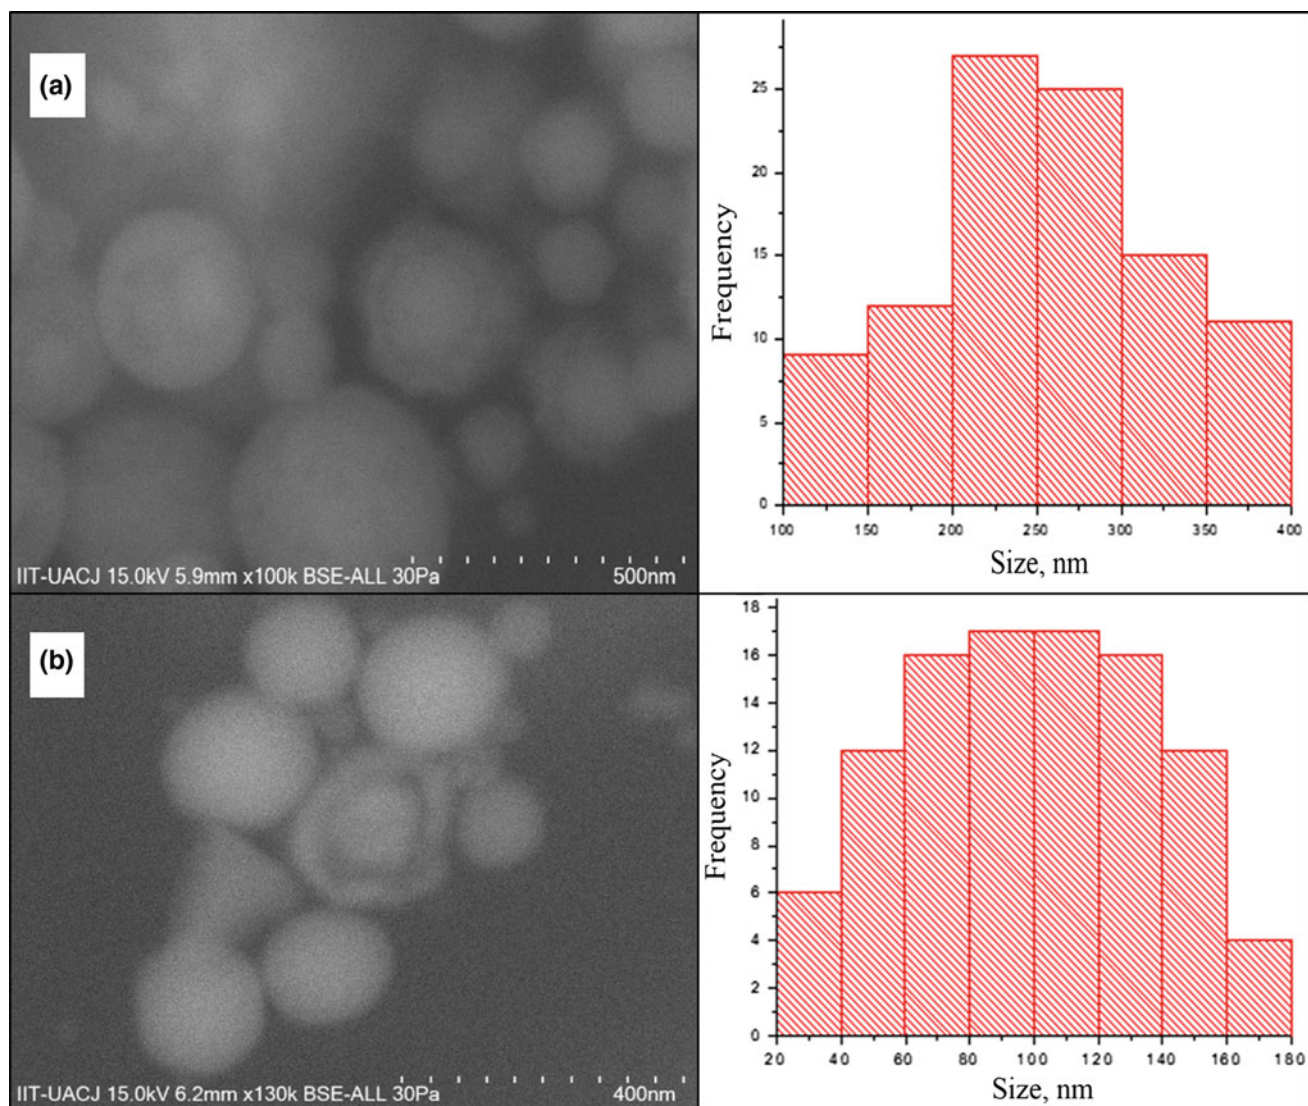 (a)
IIT-UACJ 15.0kV 5.9mm x100k BSE-ALL 30Pa 500nm
Frequency
25
20
15
10
5
0
100 150 200 250 300 350 400
Size, nm
(b)
IIT-UACJ 15.0kV 6.2mm x130k BSE-ALL 30Pa 400nm
Frequency
18
16
14
12
10
8
6
4
2
0
20 40 60 80 100 120 140 160 180
Size, nm